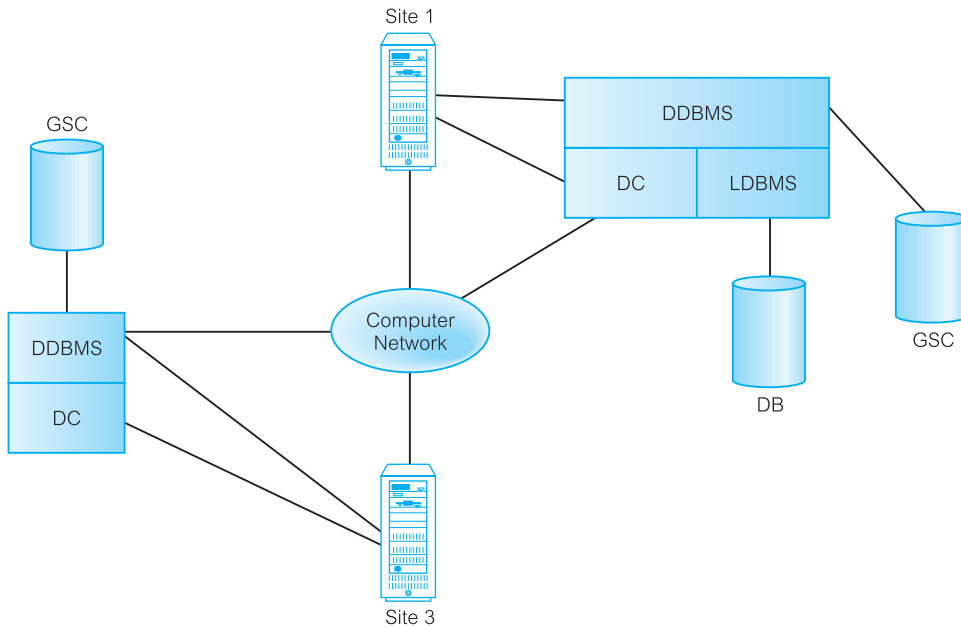 Site 1
GSC
DDBMS
DC
LDBMS
GSC
DB
Computer
Network
DDBMS
DC
Site 3